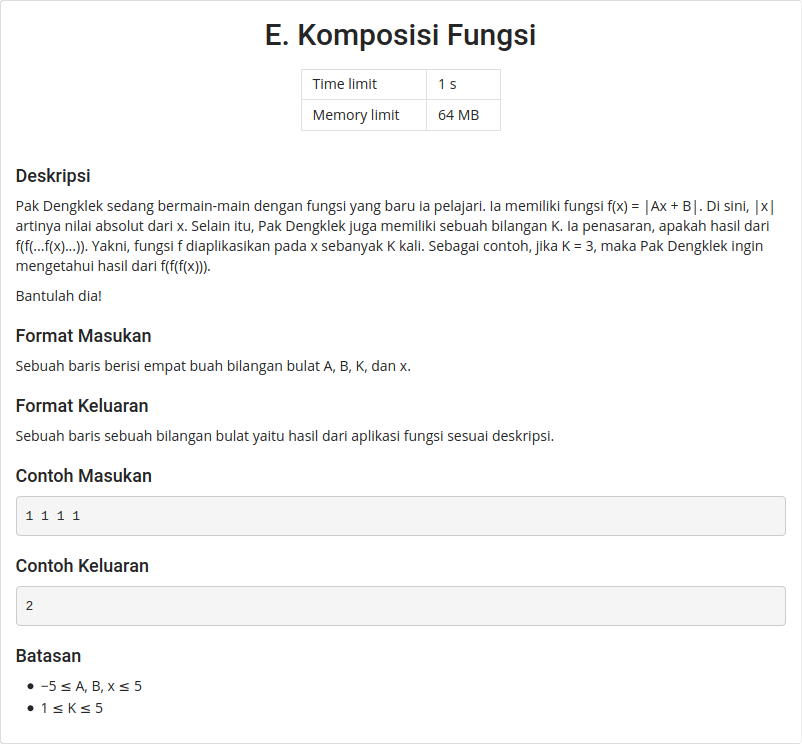 E. Komposisi Fungsi
Time limit 1 s
Memory limit 64 MB
Deskripsi
Pak Dengklek sedang bermain-main dengan fungsi yang baru ia pelajari. Ia memiliki fungsi f(x) = |Ax + B|. Di sini, |x|
artinya nilai absolut dari x. Selain itu, Pak Dengklek juga memiliki sebuah bilangan K. Ia penasaran, apakah hasil dari
f(f(...f(x)...)). Yakni, fungsi f diaplikasikan pada x sebanyak K kali. Sebagai contoh, jika K = 3, maka Pak Dengklek ingin
mengetahui hasil dari f(f(f(x))).
Bantulah dia!
Format Masukan
Sebuah baris berisi empat buah bilangan bulat A, B, K, dan x.
Format Keluaran
Sebuah baris sebuah bilangan bulat yaitu hasil dari aplikasi fungsi sesuai deskripsi.
Contoh Masukan
1 1 1 1
Contoh Keluaran
2
Batasan
• −5 ≤ A, B, x ≤ 5
• 1 ≤ K ≤ 5